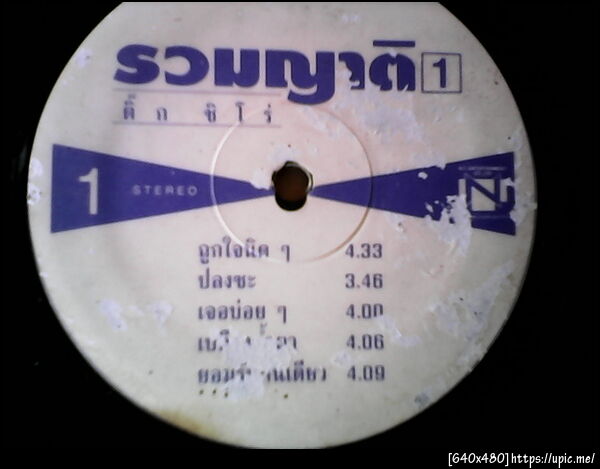 รวมญาติ 1
ติ๊ก ชิโร่
1 STEREO
ถูกใจนิด ๆ 4.33
ปลงซะ 3.46
เจอบ่อย ๆ 4.00
4.06
4.09
[640x480]https://upic.me/